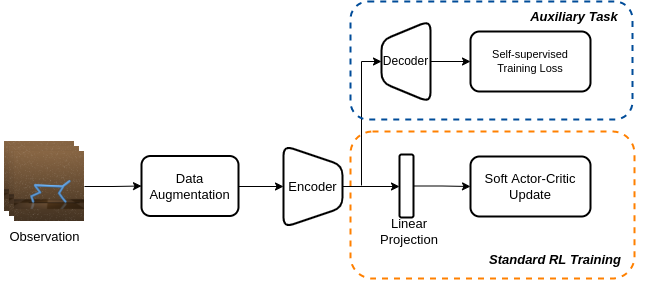 Auxiliary Task
Decoder
Self-supervised
Training Loss
Observation
Data
Augmentation
Encoder
Linear
Projection
Soft Actor-Critic
Update
Standard RL Training